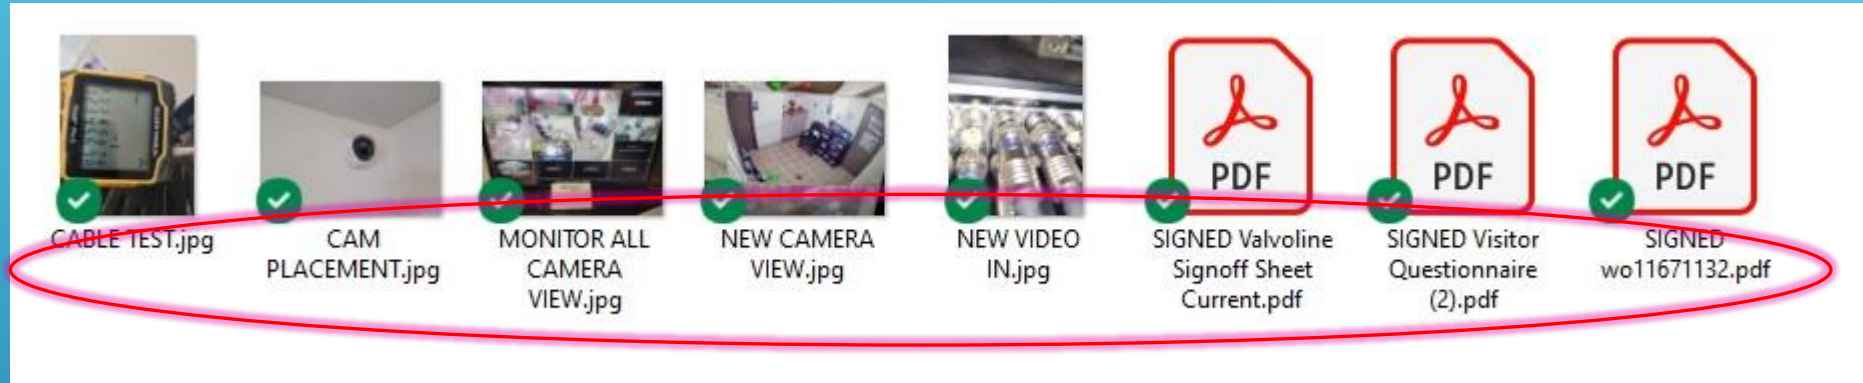 PDF
PDF
PDF
CABLE TEST.jpg
CAM
PLACEMENT.jpg
MONITOR ALL
CAMERA
VIEW.jpg
NEW CAMERA
VIEW.jpg
NEW VIDEO
IN.jpg
SIGNED Valvoline
Signoff Sheet
Current.pdf
SIGNED Visitor
Questionnaire
(2).pdf
SIGNED
wo11671132.pdf